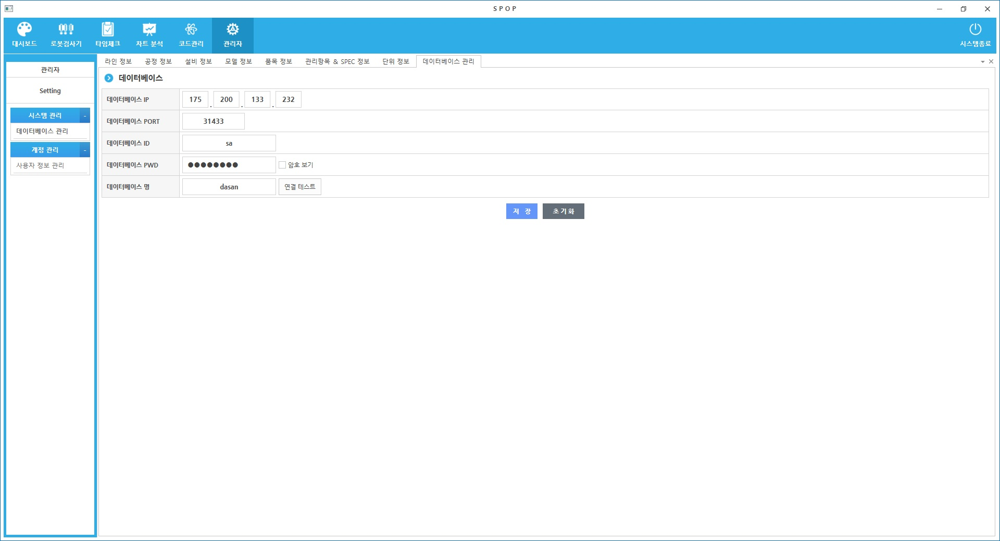 SPOP
대시보드 로봇검사기 타임체크 차트 분석 코드관리 관리자 시스템종료
라인 정보 공정 정보 설비 정보 모델 정보 품목 정보 관리항목 & SPEC 정보 단위 정보 데이터베이스 관리
관리자
Setting
시스템 관리 -
데이터베이스 관리
계정 관리 -
사용자 정보 관리
데이터베이스
데이터베이스 IP 175 . 200 . 133 . 232
데이터베이스 PORT 31433
데이터베이스 ID sa
데이터베이스 PWD ●●●●●●●● 암호 보기
데이터베이스 명 dasan 연결 테스트
저 장 초기화